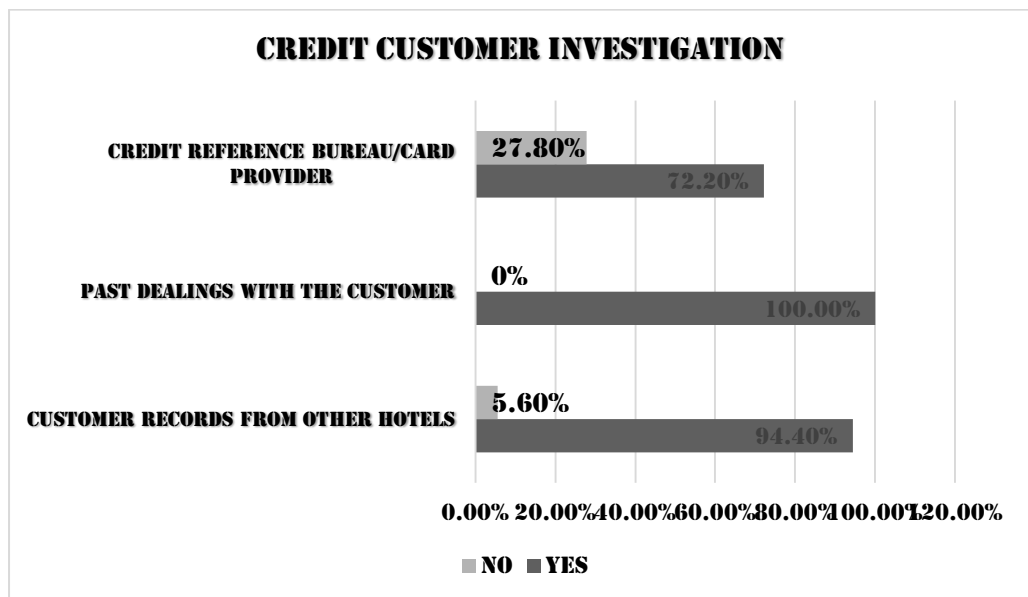 CREDIT CUSTOMER INVESTIGATION
CREDIT REFERENCE BUREAU/CARD
PROVIDER
27.80%
72.20%
PAST DEALINGS WITH THE CUSTOMER
0%
100.00%
CUSTOMER RECORDS FROM OTHER HOTELS
5.60%
94.40%
0.00% 20.00% 40.00% 60.00% 80.00% 100.00% 120.00%
NO YES